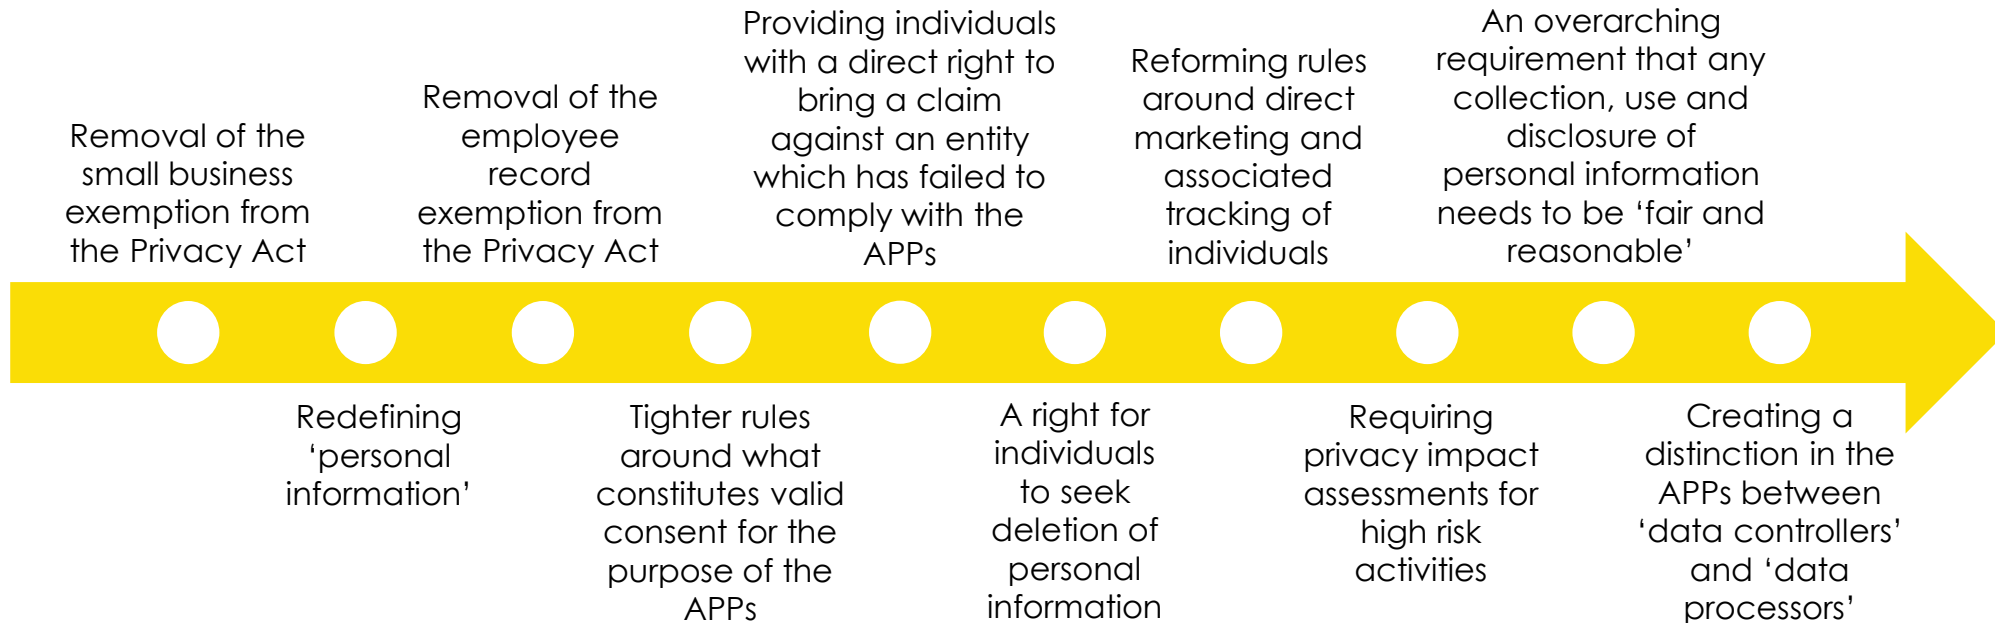 Removal of the
small business
exemption from
the Privacy Act
Redefining
‘personal
information’
Removal of the
employee
record
exemption from
the Privacy Act
Tighter rules
around what
constitutes valid
consent for the
purpose of the
APPs
Providing individuals
with a direct right to
bring a claim
against an entity
which has failed to
comply with the
APPs
A right for
individuals
to seek
deletion of
personal
information
Reforming rules
around direct
marketing and
associated
tracking of
individuals
Requiring
privacy impact
assessments for
high risk
activities
An overarching
requirement that any
collection, use and
disclosure of
personal information
needs to be ‘fair and
reasonable’
Creating a
distinction in the
APPs between
‘data controllers’
and ‘data
processors’